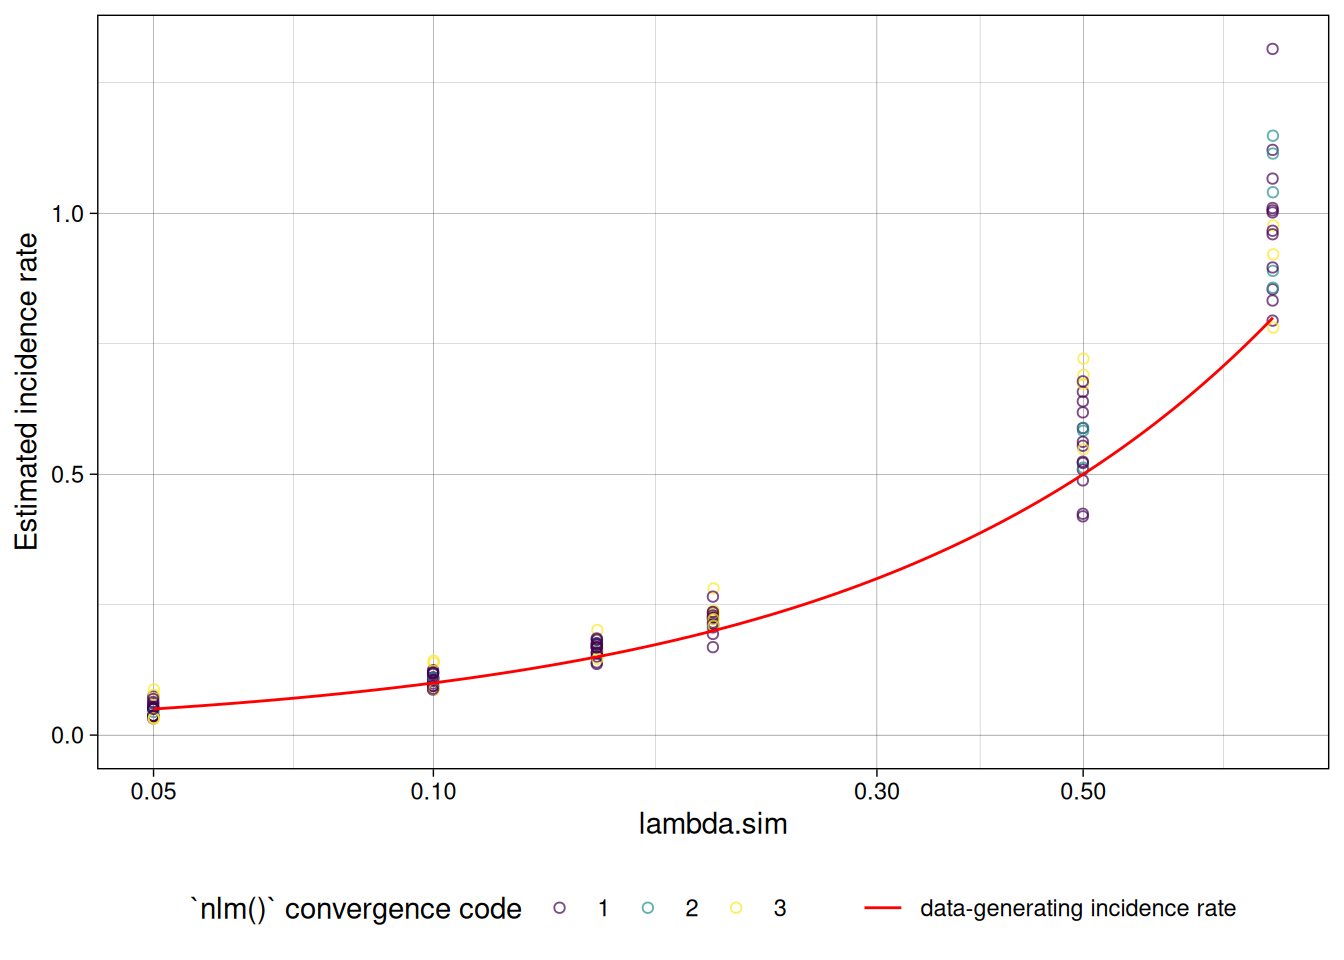 Estimated incidence rate
1.0
0.5
0.0
0.05 0.10 0.30 0.50
lambda.sim
`nlm()` convergence code 1 2 3 data-generating incidence rate